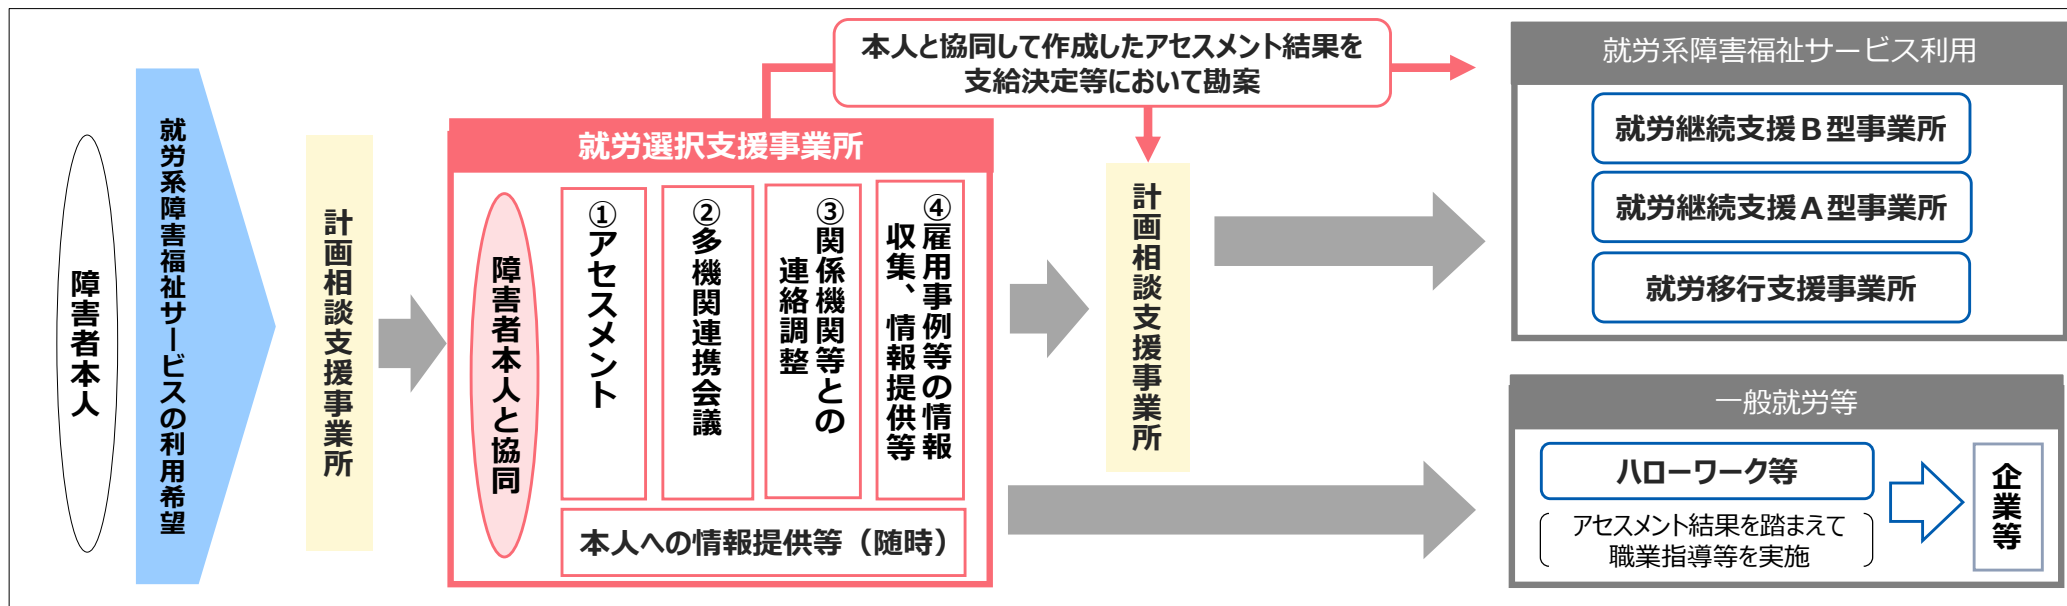 障害者本人
就労系障害福祉サービスの利用希望
計画相談支援事業所
就労選択支援事業所
障害者本人と協同
①アセスメント
②多機関連携会議
③関係機関等との
連絡調整
④雇用事例等の情報
収集、情報提供等
本人への情報提供等（随時）
本人と協同して作成したアセスメント結果を
支給決定等において勘案
計画相談支援事業所
就労系障害福祉サービス利用
就労継続支援Ｂ型事業所
就労継続支援Ａ型事業所
就労移行支援事業所
一般就労等
ハローワーク等
アセスメント結果を踏まえて
職業指導等を実施
企業等